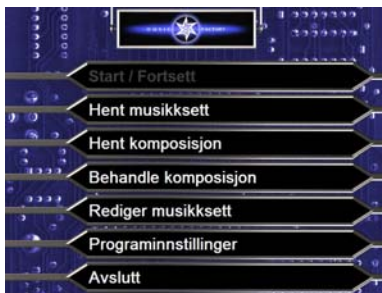 Start / Fortsett
Hent musikksett
Hent komposisjon
Behandle komposisjon
Rediger musikksett
Programinnstillinger
Avslutt